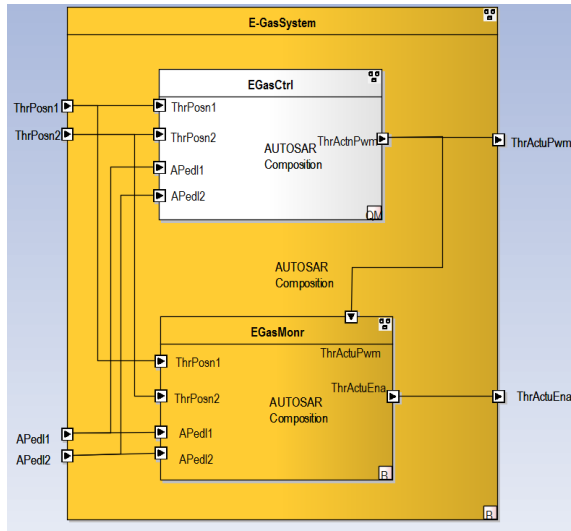 E-GasSystem
EGasCtrl
ThrPosn1
ThrPosn1
ThrPosn2
ThrPosn2
ThrActnPwm
ThrActuPwm
AUTOSAR
Composition
APedl1
APedl2
QM
AUTOSAR
Composition
EGasMonr
ThrActuPwm
ThrPosn1
ThrActuEna
ThrActuEna
ThrPosn2
AUTOSAR
Composition
APedl1
APedl1
APedl2
APedl2
B
B